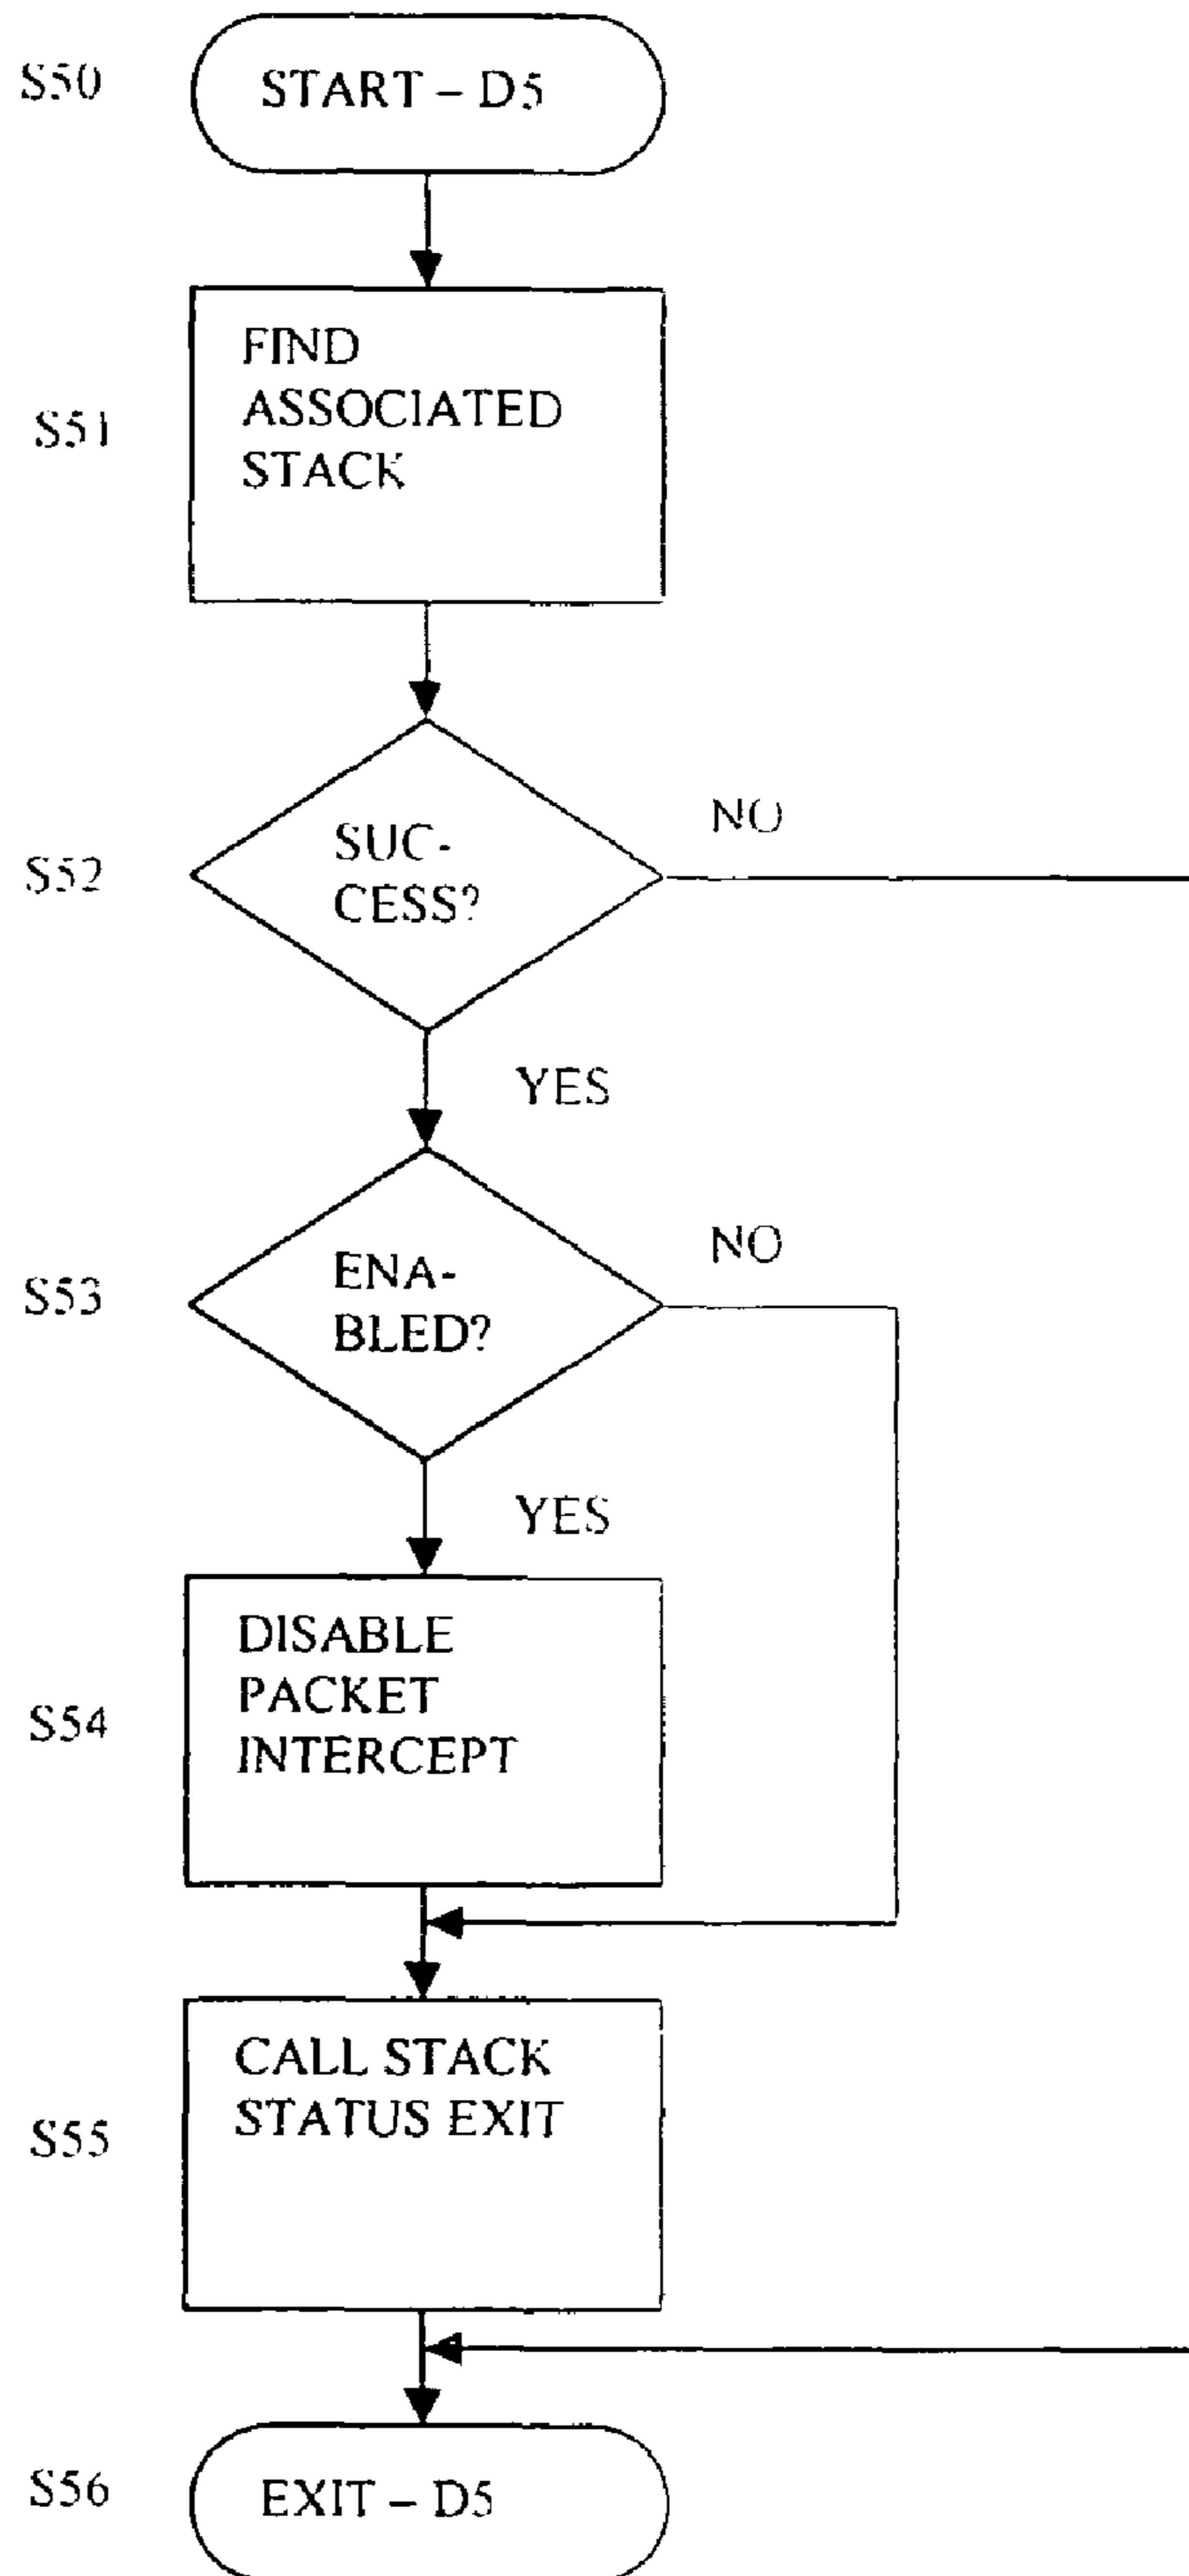 S50
START – D5
S51
FIND
ASSOCIATED
STACK
S52
SUC-
CESS?
NO
YES
S53
ENA-
BLED?
NO
YES
S54
DISABLE
PACKET
INTERCEPT
S55
CALL STACK
STATUS EXIT
S56
EXIT – D5